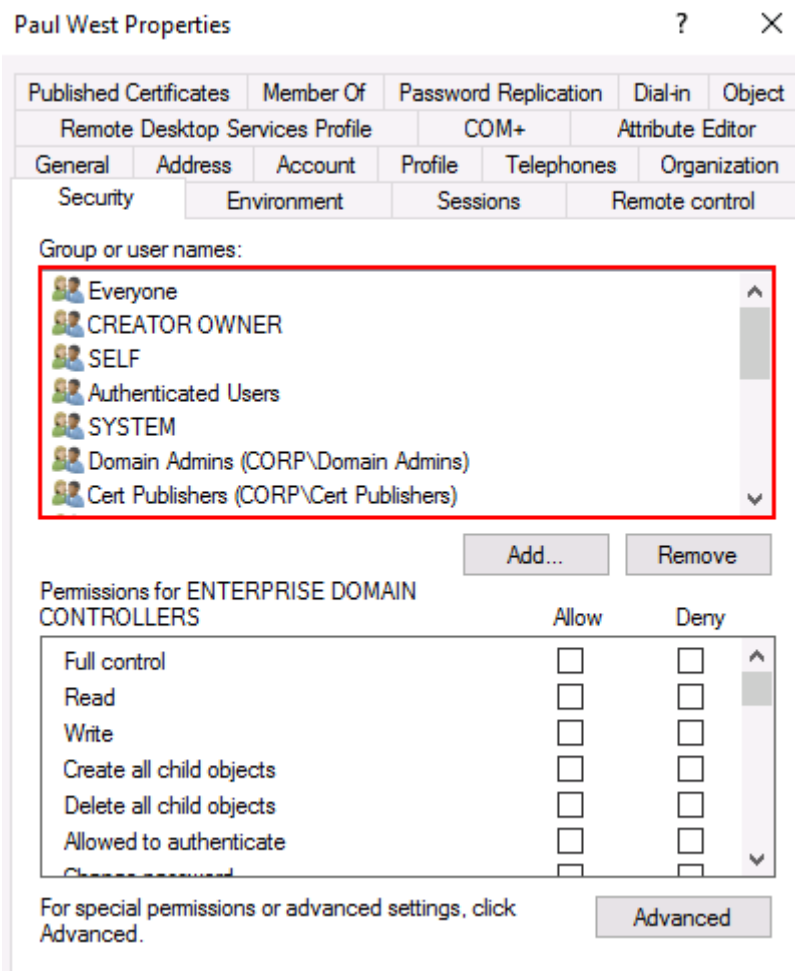 Paul West Properties ? ×
Published Certificates Member Of Password Replication Dial-in Object
Remote Desktop Services Profile COM+ Attribute Editor
General Address Account Profile Telephones Organization
Security Environment Sessions Remote control
Group or user names:
Everyone
CREATOR OWNER
SELF
Authenticated Users
SYSTEM
Domain Admins (CORP\Domain Admins)
Cert Publishers (CORP\Cert Publishers)
Add... Remove
Permissions for ENTERPRISE DOMAIN
CONTROLLERS Allow Deny
Full control
Read
Write
Create all child objects
Delete all child objects
Allowed to authenticate
Change password
For special permissions or advanced settings, click
Advanced. Advanced